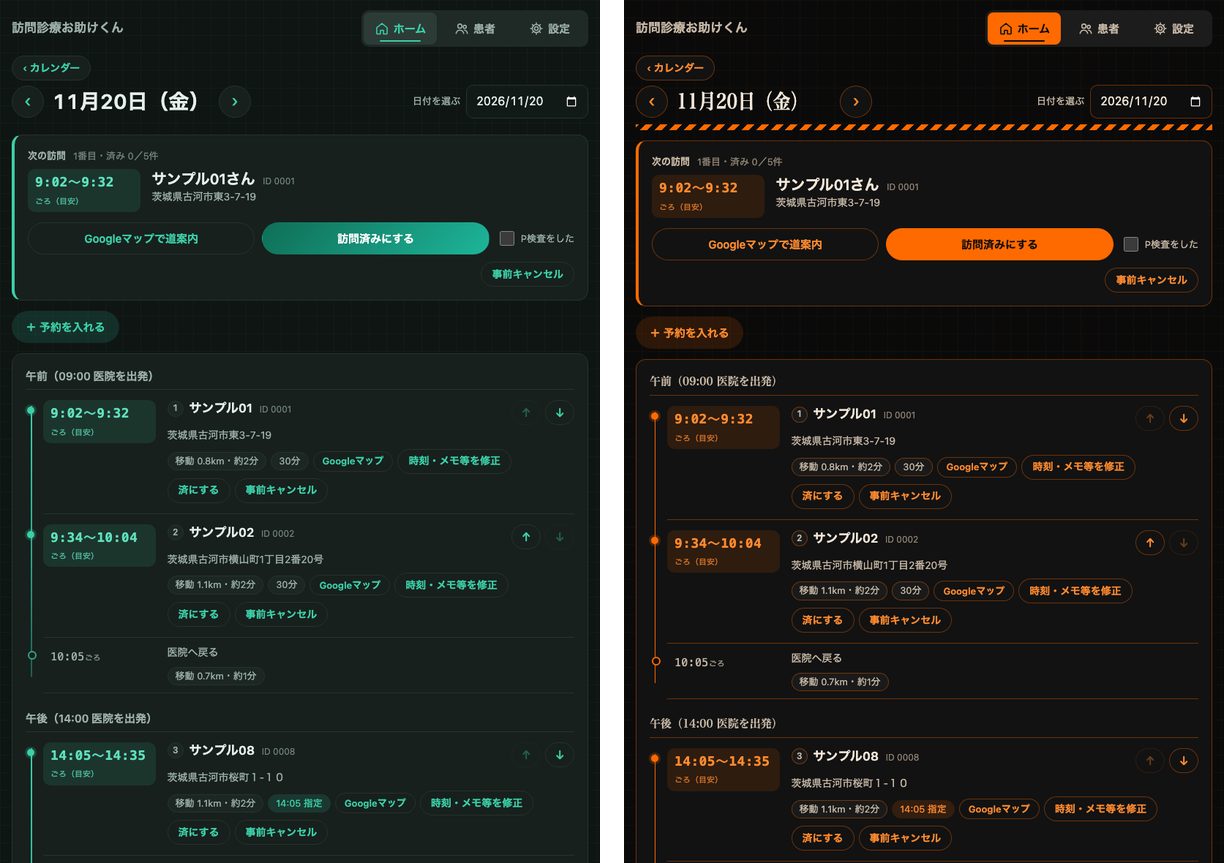 訪問診療お助けくん
ホーム 患者 設定
‹ カレンダー
‹ 11月20日（金） › 日付を選ぶ 2026/11/20
次の訪問 1番目・済み 0／5件
9:02〜9:32 サンプル01さん ID 0001
ごろ（目安） 茨城県古河市東3-7-19
Googleマップで道案内 訪問済みにする P検査をした
事前キャンセル
＋ 予約を入れる
午前（09:00 医院を出発）
9:02〜9:32 1 サンプル01 ID 0001 ↑ ↓
ごろ（目安）
茨城県古河市東3-7-19
移動 0.8km・約2分 30分 Googleマップ 時刻・メモ等を修正
済にする 事前キャンセル
9:34〜10:04 2 サンプル02 ID 0002 ↑ ↓
ごろ（目安）
茨城県古河市横山町1丁目2番20号
移動 1.1km・約2分 30分 Googleマップ 時刻・メモ等を修正
済にする 事前キャンセル
10:05ごろ 医院へ戻る
移動 0.7km・約1分
午後（14:00 医院を出発）
14:05〜14:35 3 サンプル08 ID 0008 ↑ ↓
ごろ（目安）
茨城県古河市桜町１-１０
移動 1.1km・約2分 14:05 指定 Googleマップ 時刻・メモ等を修正
済にする 事前キャンセル
訪問診療お助けくん
ホーム 患者 設定
‹ カレンダー
‹ 11月20日（金） › 日付を選ぶ 2026/11/20
次の訪問 1番目・済み 0／5件
9:02〜9:32 サンプル01さん ID 0001
ごろ（目安） 茨城県古河市東3-7-19
Googleマップで道案内 訪問済みにする P検査をした
事前キャンセル
＋ 予約を入れる
午前（09:00 医院を出発）
9:02〜9:32 1 サンプル01 ID 0001 ↑ ↓
ごろ（目安）
茨城県古河市東3-7-19
移動 0.8km・約2分 30分 Googleマップ 時刻・メモ等を修正
済にする 事前キャンセル
9:34〜10:04 2 サンプル02 ID 0002 ↑ ↓
ごろ（目安）
茨城県古河市横山町1丁目2番20号
移動 1.1km・約2分 30分 Googleマップ 時刻・メモ等を修正
済にする 事前キャンセル
10:05ごろ 医院へ戻る
移動 0.7km・約1分
午後（14:00 医院を出発）
14:05〜14:35 3 サンプル08 ID 0008 ↑ ↓
ごろ（目安）
茨城県古河市桜町１-１０
移動 1.1km・約2分 14:05 指定 Googleマップ 時刻・メモ等を修正
済にする 事前キャンセル